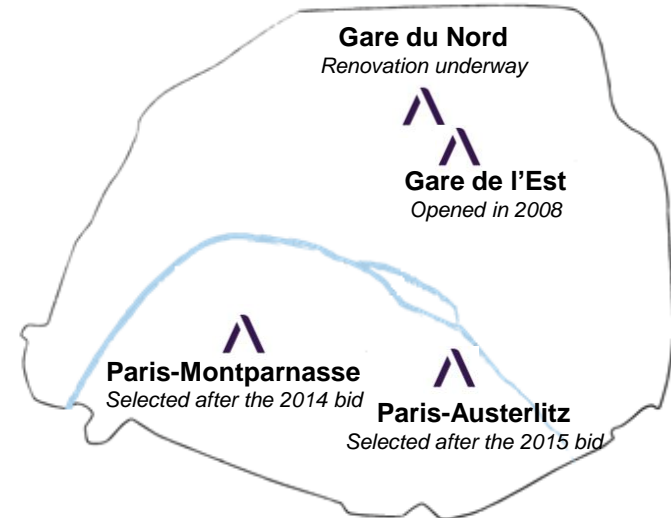 Gare du Nord
Renovation underway
Gare de l’Est
Opened in 2008
Paris-Montparnasse
Selected after the 2014 bid
Paris-Austerlitz
Selected after the 2015 bid